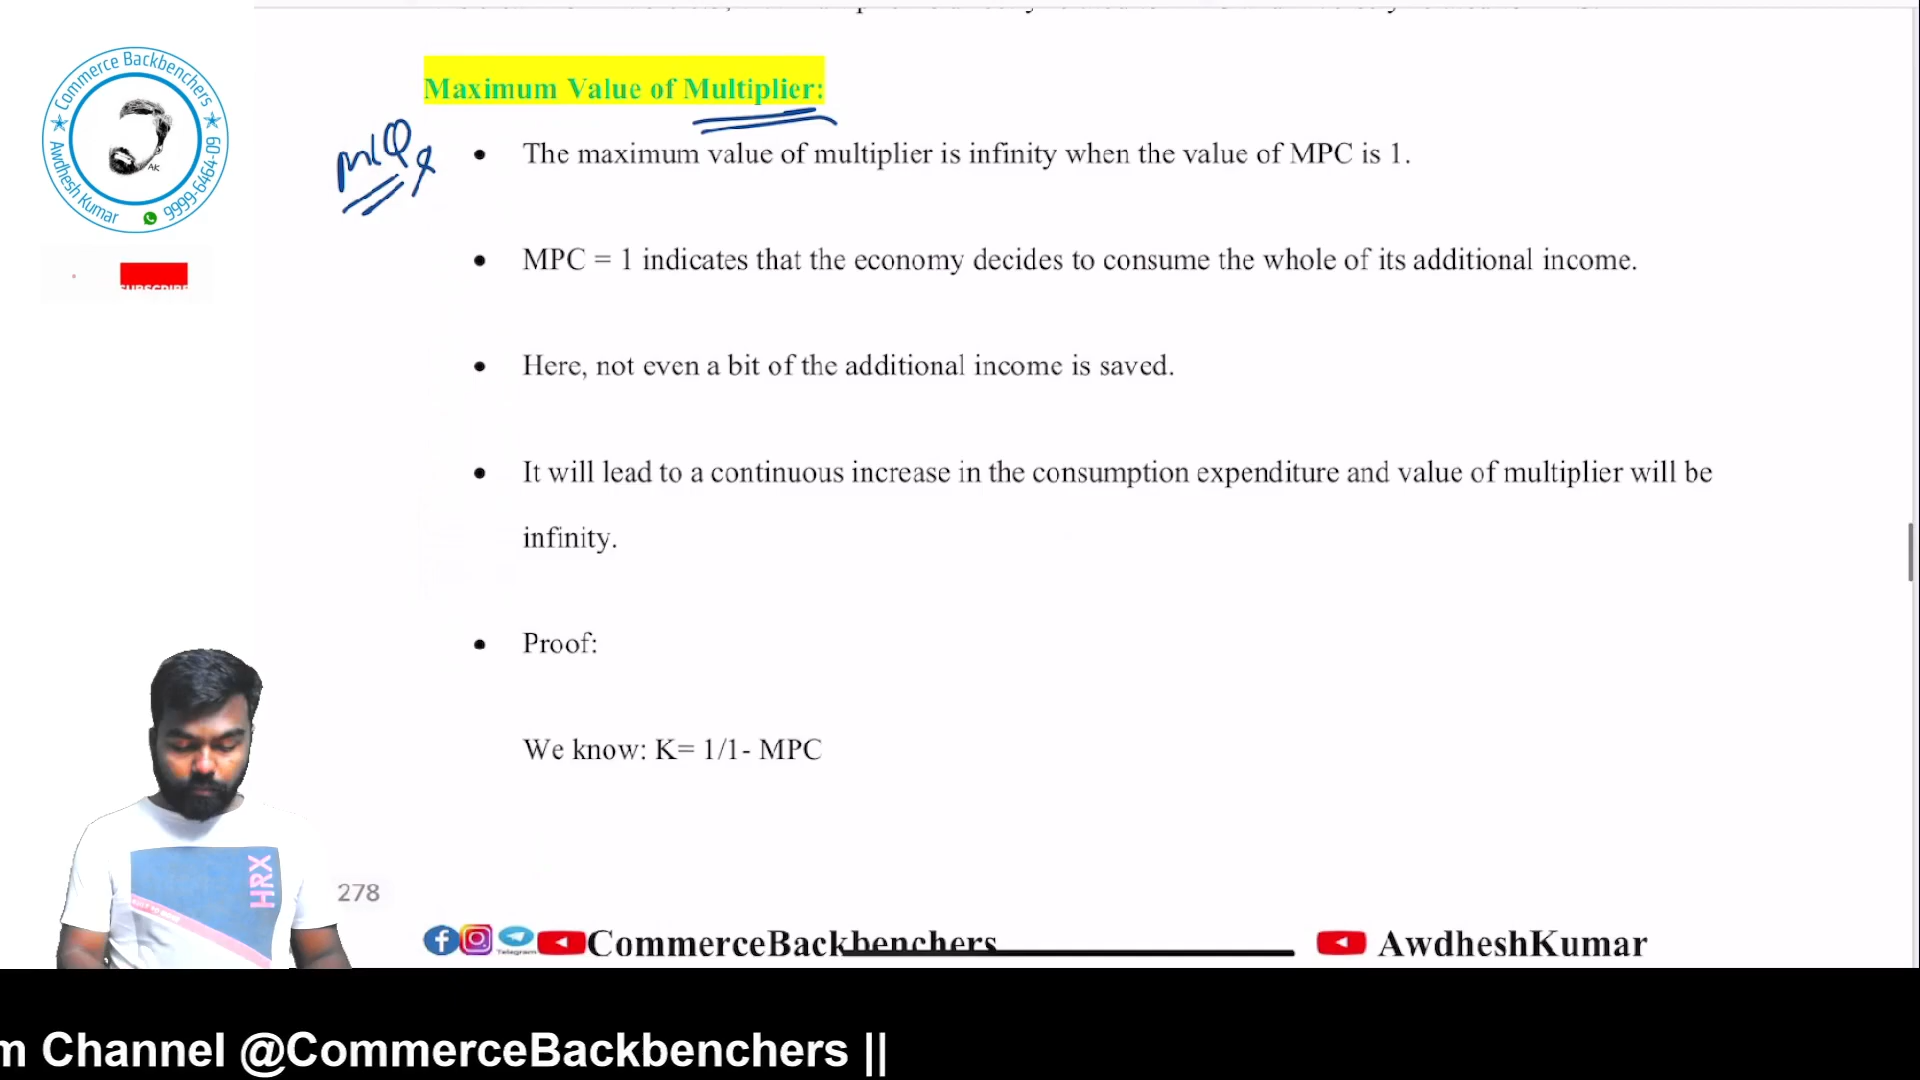 Commerce Backbenchers
Awdhesh Kumar
9999-6464-09
AK
SUBSCRIBE
Maximum Value of Multiplier:
MCQ
The maximum value of multiplier is infinity when the value of MPC is 1.
MPC = 1 indicates that the economy decides to consume the whole of its additional income.
Here, not even a bit of the additional income is saved.
It will lead to a continuous increase in the consumption expenditure and value of multiplier will be
infinity.
Proof:
We know: K= 1/1- MPC
HRX
278
Telegram
CommerceBackbenchers
AwdheshKumar
m Channel @CommerceBackbenchers ||